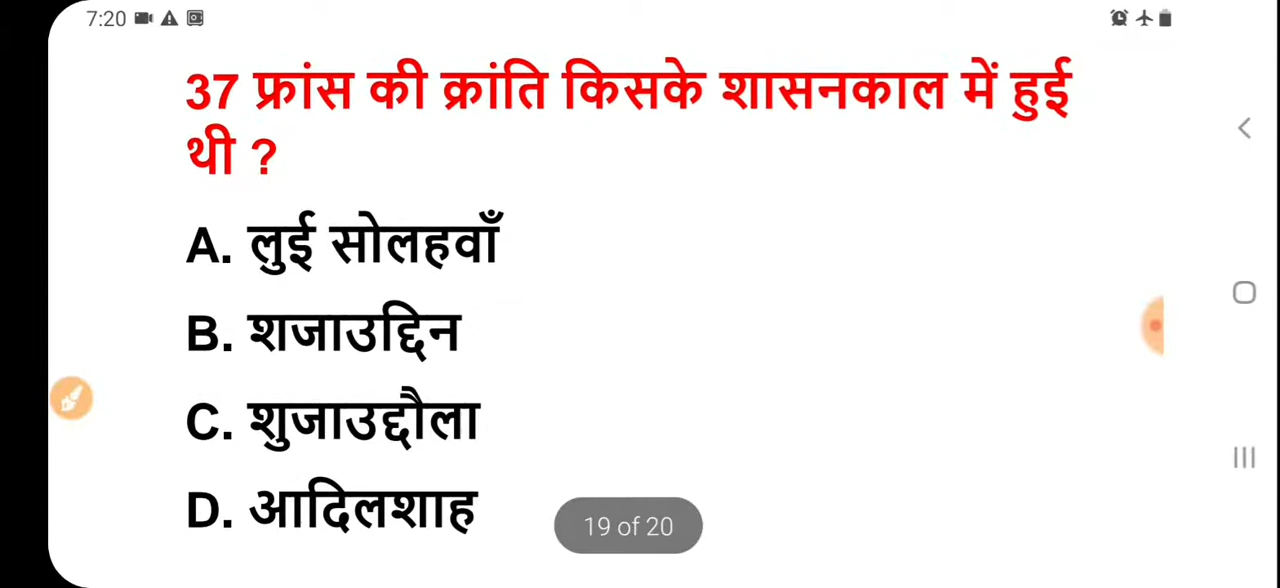 7:20
37 फ्रांस की क्रांति किसके शासनकाल में हुई
थी ?
A. लुई सोलहवाँ
B. शजाउद्दिन
C. शुजाउद्दौला
D. आदिलशाह
19 of 20